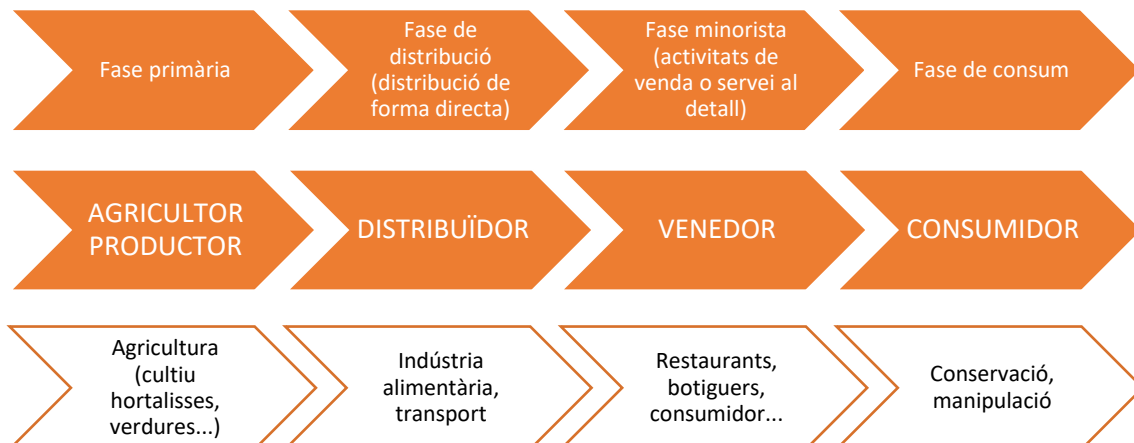 Fase primària
Fase de
distribució
(distribució de
forma directa)
Fase minorista
(activitats de
venda o servei al
detall)
Fase de consum
AGRICULTOR
PRODUCTOR
DISTRIBUÏDOR
VENEDOR
CONSUMIDOR
Agricultura
(cultiu
hortalisses,
verdures...)
Indústria
alimentària,
transport
Restaurants,
botiguers,
consumidor...
Conservació,
manipulació